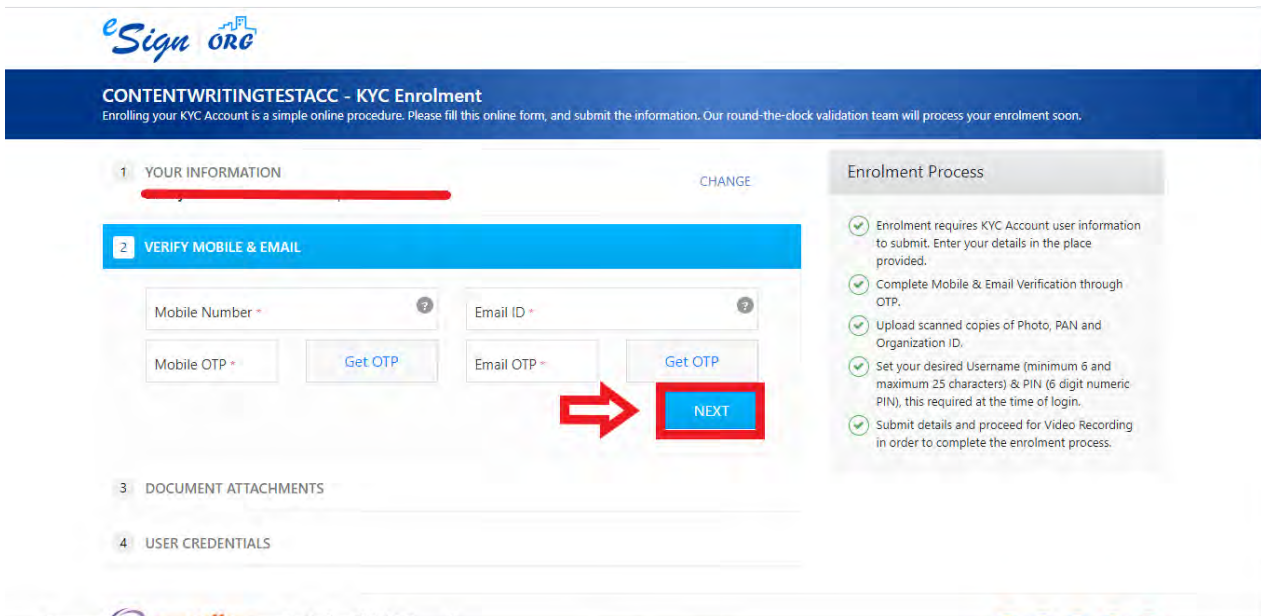 eSign ORG
CONTENTWRITINGTESTACC - KYC Enrolment
Enrolling your KYC Account is a simple online procedure. Please fill this online form, and submit the information. Our round-the-clock validation team will process your enrolment soon.
1 YOUR INFORMATION
CHANGE
2 VERIFY MOBILE & EMAIL
Mobile Number *
Email ID *
Mobile OTP *
Get OTP
Email OTP *
Get OTP
NEXT
3 DOCUMENT ATTACHMENTS
4 USER CREDENTIALS
Enrolment Process
Enrolment requires KYC Account user information
to submit. Enter your details in the place
provided.
Complete Mobile & Email Verification through
OTP.
Upload scanned copies of Photo, PAN and
Organization ID.
Set your desired Username (minimum 6 and
maximum 25 characters) & PIN (6 digit numeric
PIN), this required at the time of login.
Submit details and proceed for Video Recording
in order to complete the enrolment process.